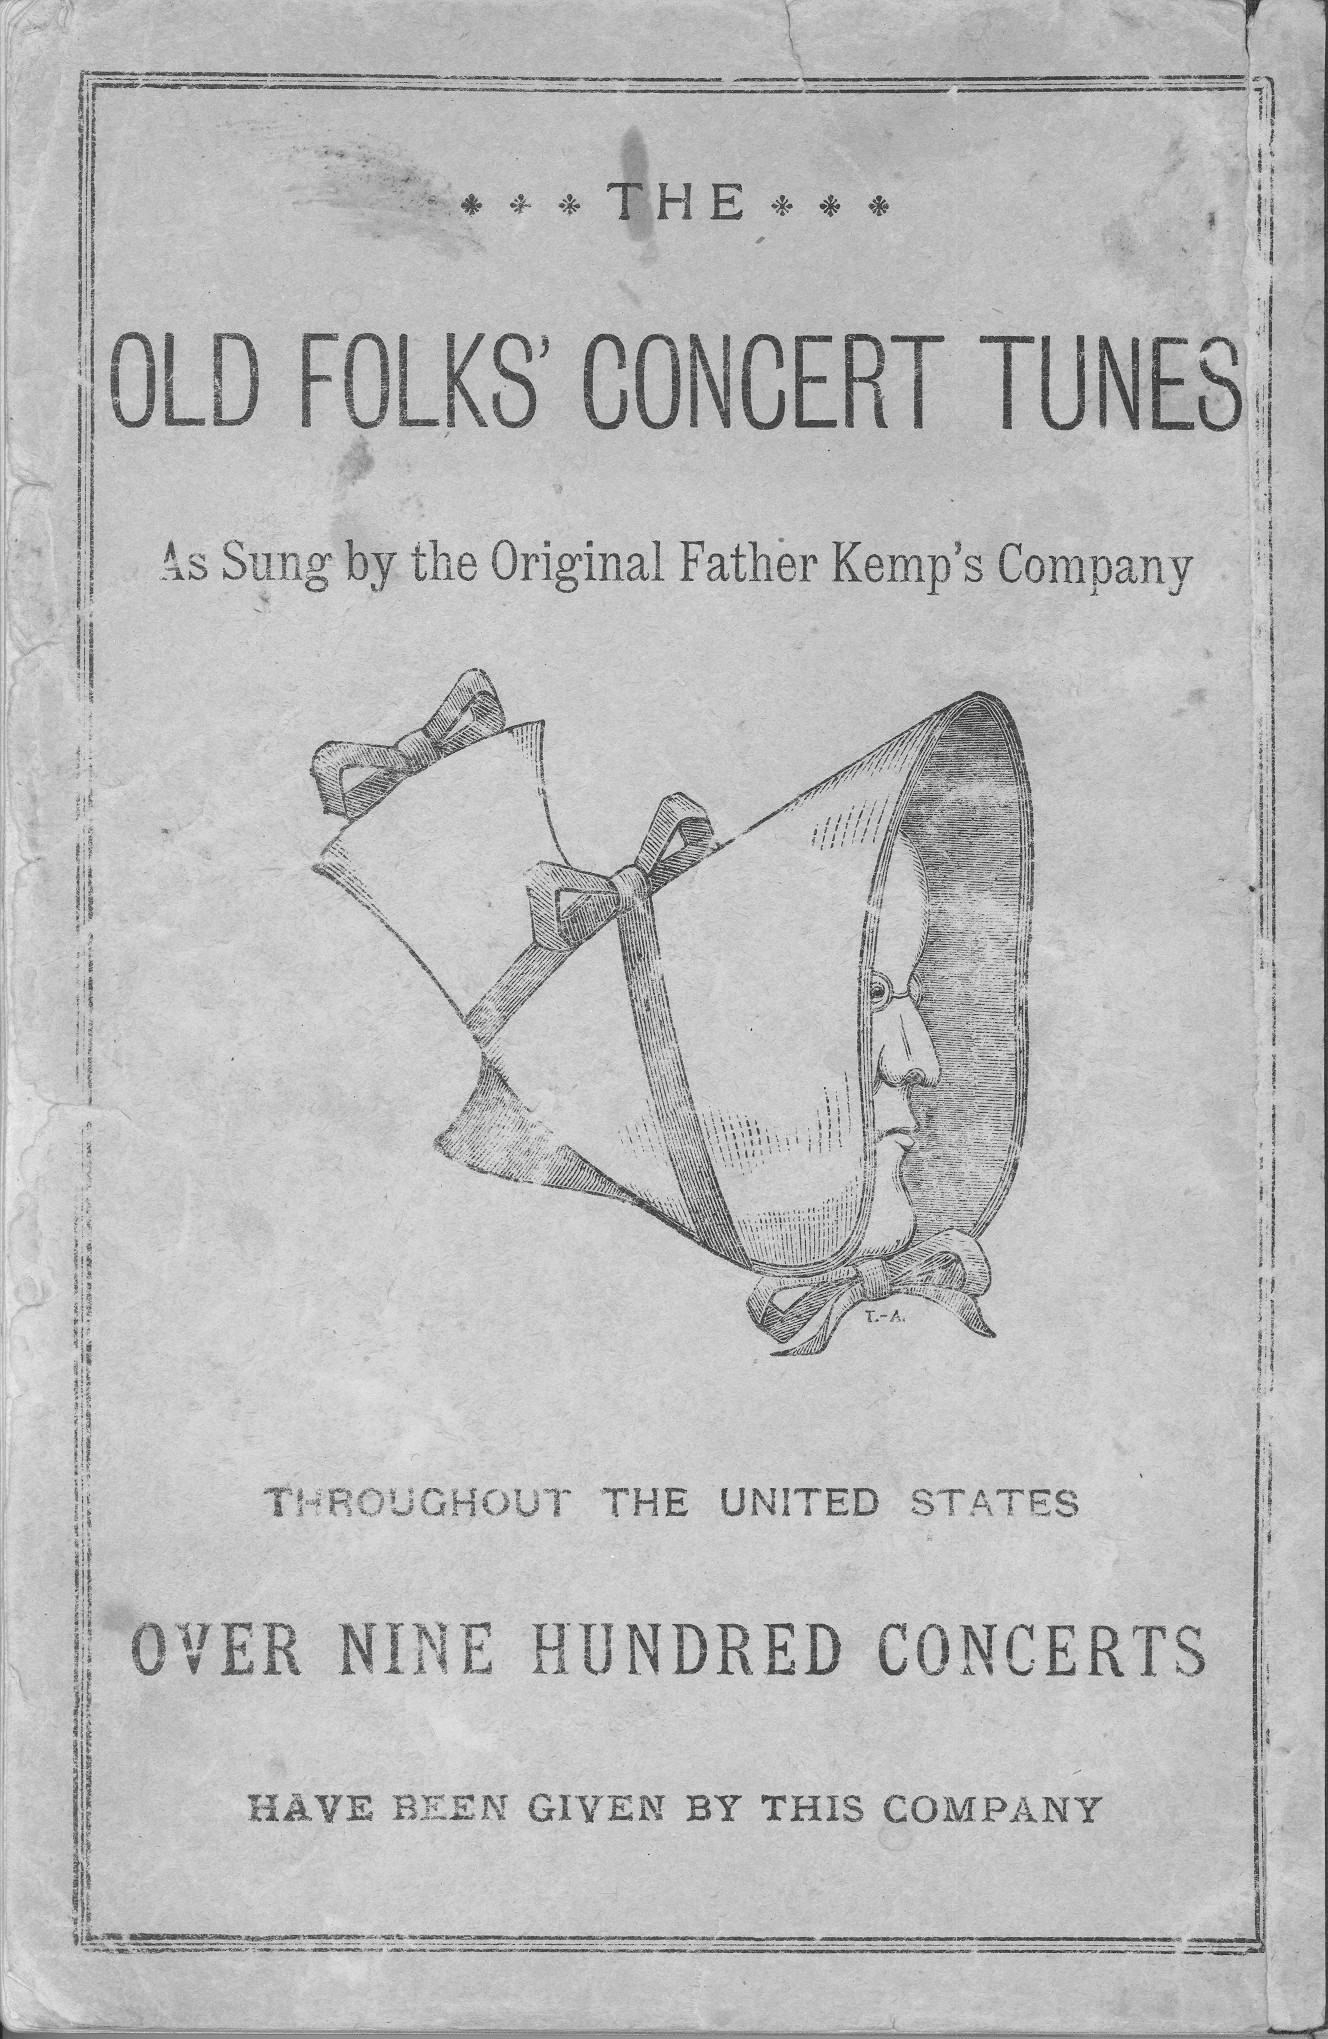 THE
OLD FOLKS' CONCERT TUNES
As Sung by the Original Father Kemp's Company
T.-A.
THROUGHOUT THE UNITED STATES
OVER NINE HUNDRED CONCERTS
HAVE BEEN GIVEN BY THIS COMPANY